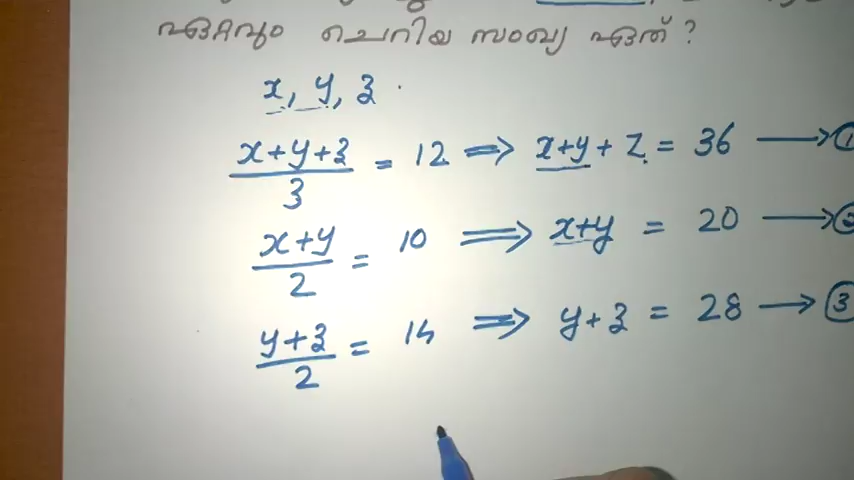 ഏറ്റവും ചെറിയ സംഖ്യ ഏത് ?
x, y, z
x+y+z/3 = 12 ⇒ x+y+z = 36 → ①
x+y/2 = 10 ⇒ x+y = 20 → ②
y+z/2 = 14 ⇒ y+z = 28 → ③